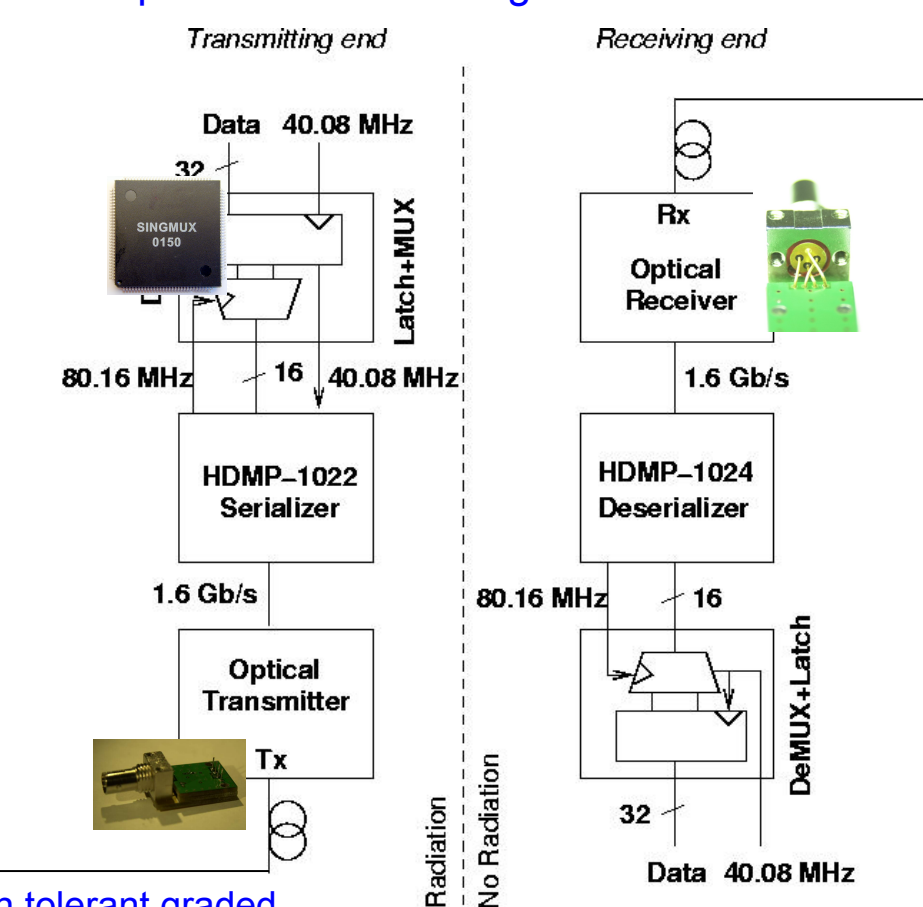 Transmitting end
Receiving end
Data 40.08 MHz
32
SINGMUX
0150
Latch+MUX
80.16 MHz
16
40.08 MHz
HDMP–1022
Serializer
1.6 Gb/s
Optical
Transmitter
Tx
Radiation
No Radiation
Rx
Optical
Receiver
1.6 Gb/s
HDMP–1024
Deserializer
80.16 MHz
16
DeMUX+Latch
32
Data 40.08 MHz
tolerant graded